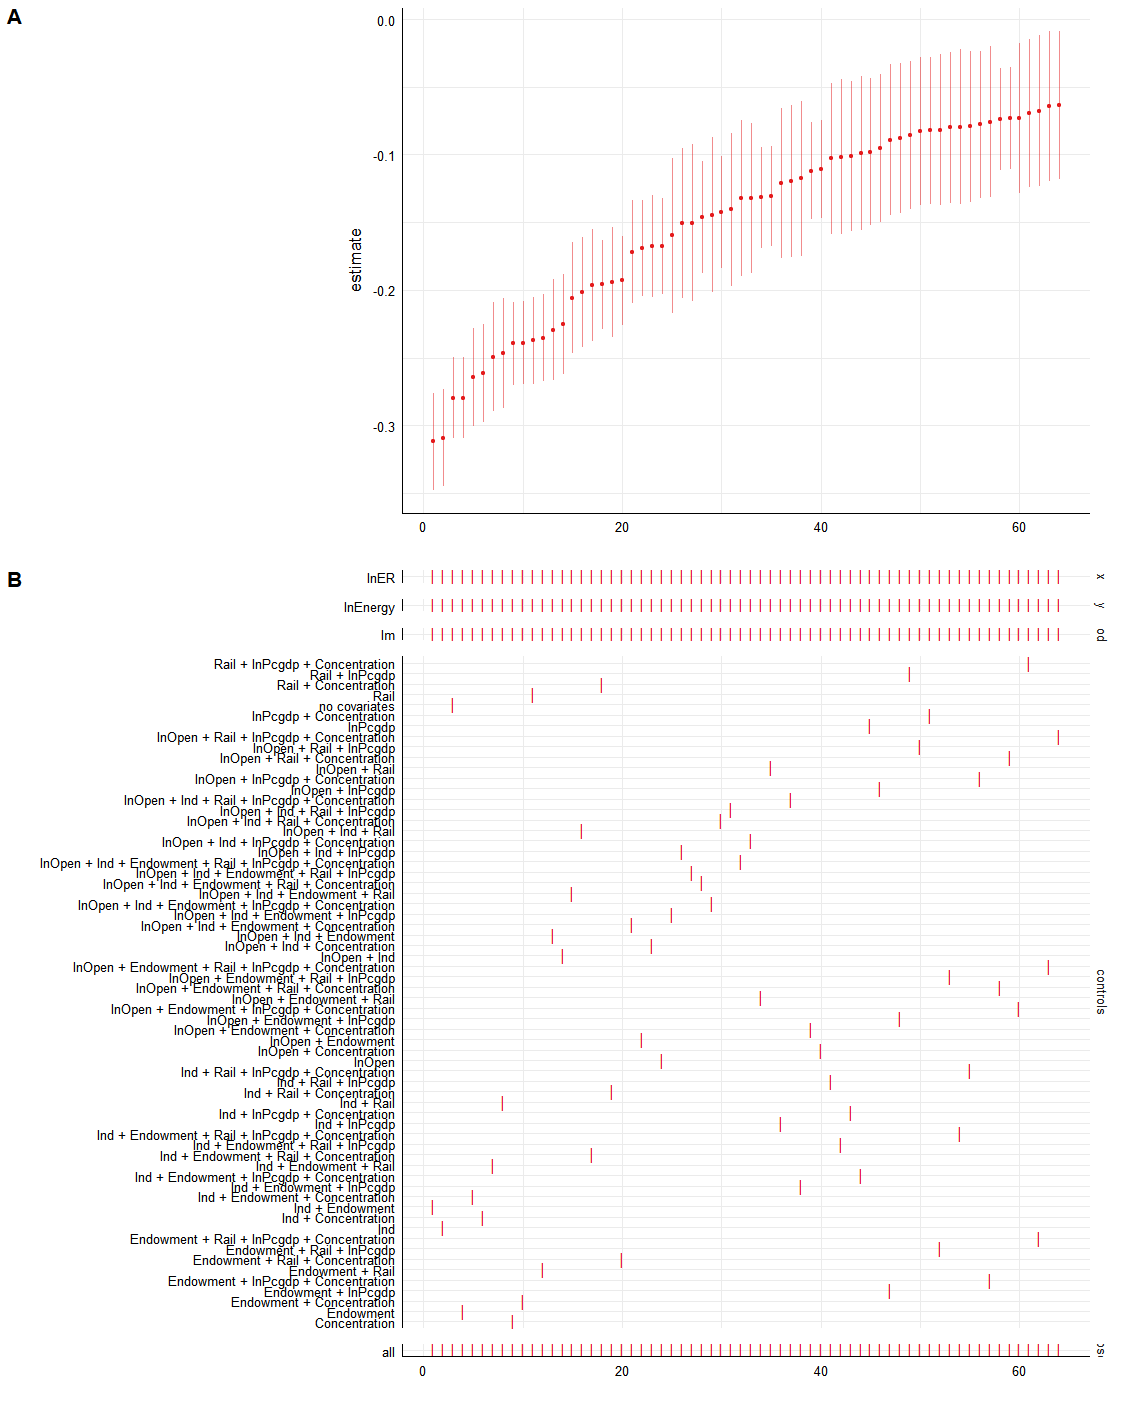 A
0.0
-0.1
-0.2
-0.3
estimate
0 20 40 60
B
lnER
x
lnEnergy
y
lm
od
Rail + lnPcgdp + Concentration
Rail + lnPcgdp
Rail + Concentration
Rail
no covariates
lnPcgdp + Concentration
lnPcgdp
lnOpen + Rail + lnPcgdp + Concentration
lnOpen + Rail + lnPcgdp
lnOpen + Rail + Concentration
lnOpen + Rail
lnOpen + lnPcgdp + Concentration
lnOpen + lnPcgdp
lnOpen + Ind + Rail + lnPcgdp + Concentration
lnOpen + Ind + Rail + lnPcgdp
lnOpen + Ind + Rail + Concentration
lnOpen + Ind + Rail
lnOpen + Ind + lnPcgdp + Concentration
lnOpen + Ind + lnPcgdp
lnOpen + Ind + Endowment + Rail + lnPcgdp + Concentration
lnOpen + Ind + Endowment + Rail + lnPcgdp
lnOpen + Ind + Endowment + Rail + Concentration
lnOpen + Ind + Endowment + Rail
lnOpen + Ind + Endowment + lnPcgdp + Concentration
lnOpen + Ind + Endowment + lnPcgdp
lnOpen + Ind + Endowment + Concentration
lnOpen + Ind + Endowment
lnOpen + Ind + Concentration
lnOpen + Ind
lnOpen + Endowment + Rail + lnPcgdp + Concentration
lnOpen + Endowment + Rail + lnPcgdp
lnOpen + Endowment + Rail + Concentration
lnOpen + Endowment + Rail
lnOpen + Endowment + lnPcgdp + Concentration
lnOpen + Endowment + lnPcgdp
lnOpen + Endowment + Concentration
lnOpen + Endowment
lnOpen + Concentration
lnOpen
Ind + Rail + lnPcgdp + Concentration
Ind + Rail + lnPcgdp
Ind + Rail + Concentration
Ind + Rail
Ind + lnPcgdp + Concentration
Ind + lnPcgdp
Ind + Endowment + Rail + lnPcgdp + Concentration
Ind + Endowment + Rail + lnPcgdp
Ind + Endowment + Rail + Concentration
Ind + Endowment + Rail
Ind + Endowment + lnPcgdp + Concentration
Ind + Endowment + lnPcgdp
Ind + Endowment + Concentration
Ind + Endowment
Ind + Concentration
Ind
Endowment + Rail + lnPcgdp + Concentration
Endowment + Rail + lnPcgdp
Endowment + Rail + Concentration
Endowment + Rail
Endowment + lnPcgdp + Concentration
Endowment + lnPcgdp
Endowment + Concentration
Endowment
Concentration
controls
all
0 20 40 60